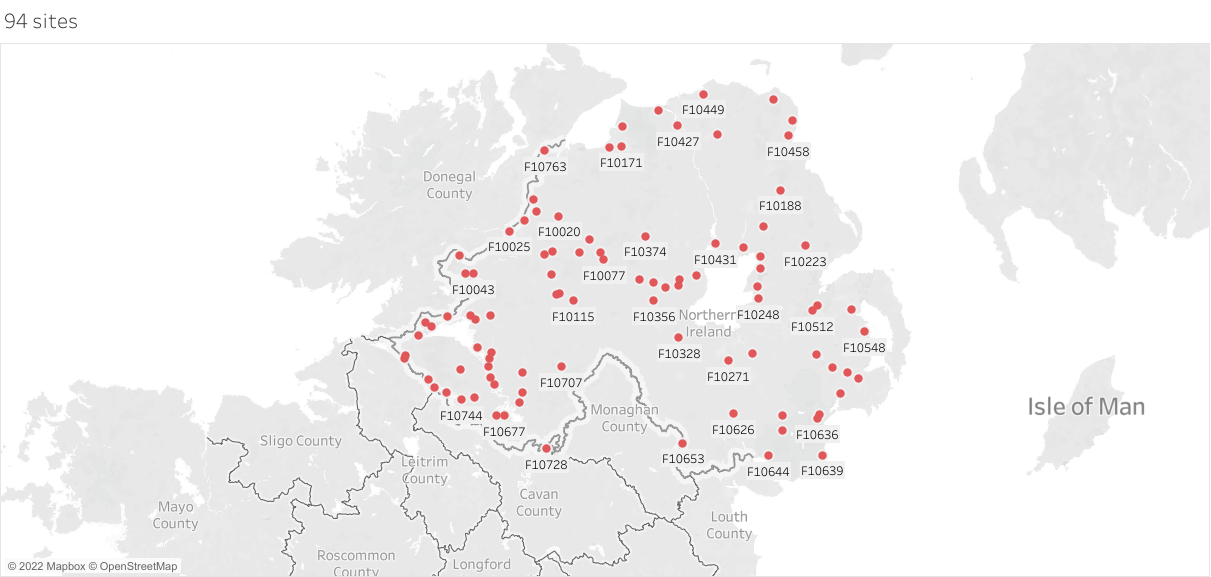 94 sites
F10449
F10427
F10458
F10171
F10763
Donegal
County
F10188
F10020
F10025
F10374
F10431
F10223
F10077
F10043
F10115
F10356
Northern
Ireland
F10248
F10512
F10548
F10328
F10271
F10707
Isle of Man
F10744
Monaghan
County
F10677
F10626
F10636
Sligo County
F10653
F10728
Leitrim
County
F10644
F10639
Cavan
County
Mayo
County
Louth
County
Roscommon
County
Longford
© 2022 Mapbox © OpenStreetMap